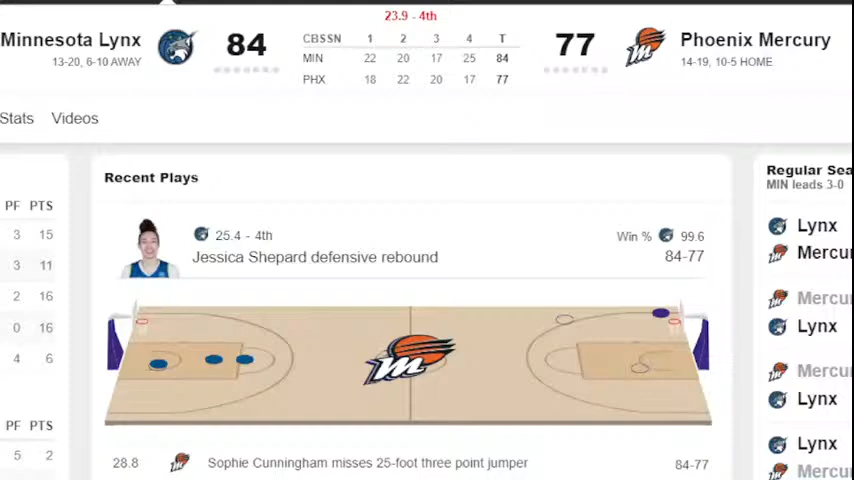 23.9 - 4th
Minnesota Lynx
13-20, 6-10 AWAY
84
CBSSN 1 2 3 4 T
MIN 22 20 17 25 84
PHX 18 22 20 17 77
77
Phoenix Mercury
14-19, 10-5 HOME
Stats Videos
PF PTS
3 15
3 11
2 16
0 16
4 6
PF PTS
5 2
Recent Plays
25.4 - 4th
Jessica Shepard defensive rebound
Win % 99.6
84-77
28.8 Sophie Cunningham misses 25-foot three point jumper 84-77
Regular Sea
MIN leads 3-0
Lynx
Mercur
Mercu
Lynx
Mercu
Lynx
Lynx
Mercu